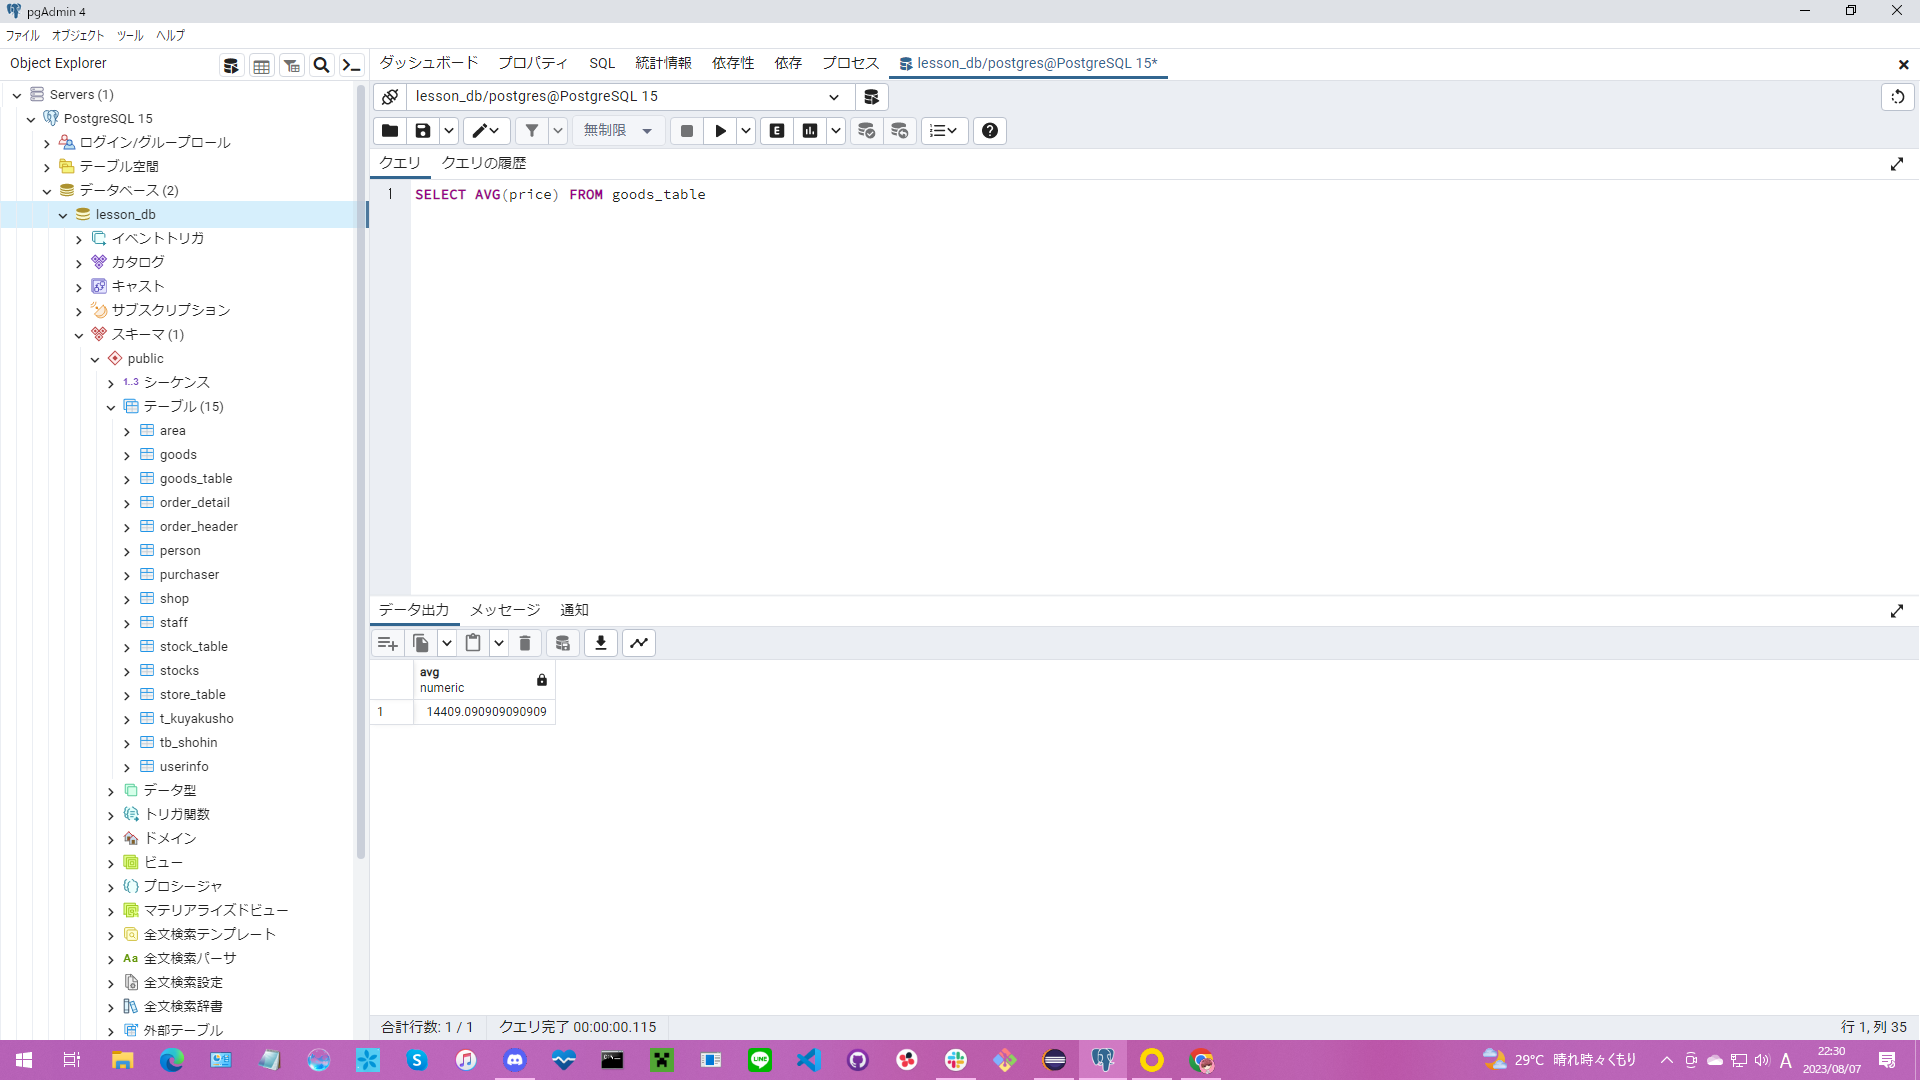 pgAdmin 4
ファイル オブジェクト ツール ヘルプ
Object Explorer
ダッシュボード プロパティ SQL 統計情報 依存性 依存 プロセス lesson_db/postgres@PostgreSQL 15*
lesson_db/postgres@PostgreSQL 15
無制限
クエリ クエリの履歴
1 SELECT AVG(price) FROM goods_table
Servers (1)
PostgreSQL 15
ログイン/グループロール
テーブル空間
データベース (2)
lesson_db
イベントトリガ
カタログ
キャスト
サブスクリプション
スキーマ (1)
public
1..3 シーケンス
テーブル (15)
area
goods
goods_table
order_detail
order_header
person
purchaser
shop
staff
stock_table
stocks
store_table
t_kuyakusho
tb_shohin
userinfo
データ型
トリガ関数
ドメイン
ビュー
プロシージャ
マテリアライズドビュー
全文検索テンプレート
Aa 全文検索パーサ
全文検索設定
全文検索辞書
外部テーブル
データ出力 メッセージ 通知
avg
numeric
1 14409.090909090909
合計行数: 1 / 1 クエリ完了 00:00:00.115 行 1, 列 35
29°C 晴れ時々くもり A 22:30
2023/08/07